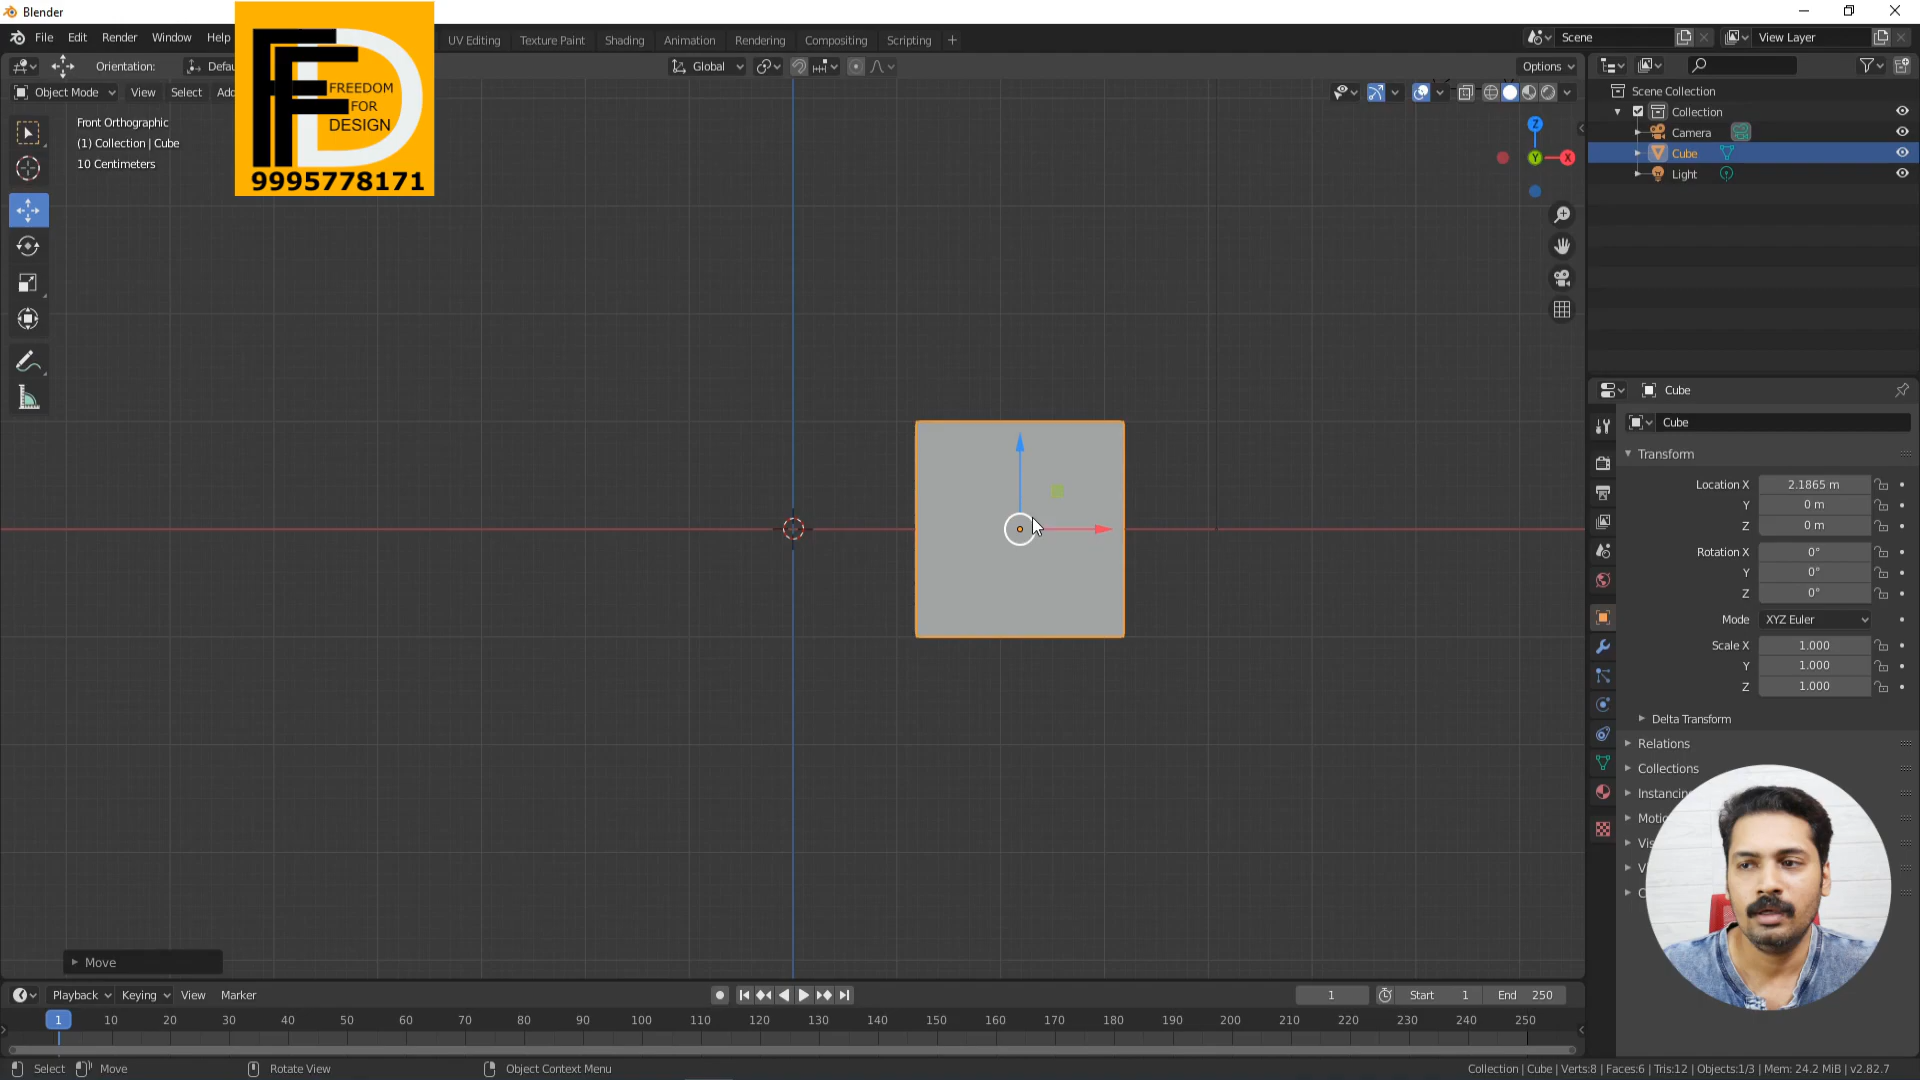 Blender
File Edit Render Window Help UV Editing Texture Paint Shading Animation Rendering Compositing Scripting
Scene View Layer
Orientation: Global Options
Object Mode View Select
FREEDOM
FOR
DESIGN
9995778171
Front Orthographic
(1) Collection | Cube
10 Centimeters
Z
Y
X
Scene Collection
Collection
Camera
Cube
Light
Cube
Cube
Transform
Location X 2.1865 m
Y 0 m
Z 0 m
Rotation X 0°
Y 0°
Z 0°
Mode XYZ Euler
Scale X 1.000
Y 1.000
Z 1.000
Delta Transform
Relations
Collections
Move
Playback Keying View Marker 1 Start 1 End 250
1 10 20 30 40 50 60 70 80 90 100 110 120 130 140 150 160 170 180 190 200 210 220 230 240 250
Select Move Rotate View Object Context Menu Collection | Cube | Verts:8 | Faces:6 | Tris:12 | Objects:1/3 | Mem: 24.2 MiB | v2.82.7